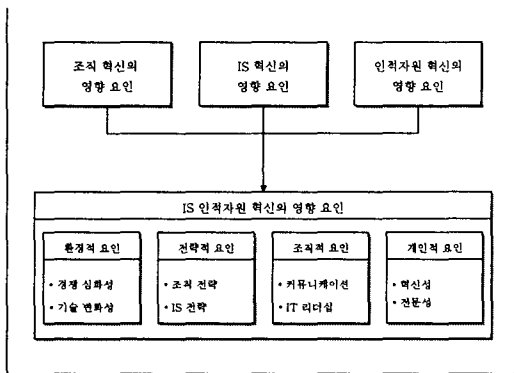 조직 혁신의
영향 요인
IS 혁신의
영향 요인
인적자원 혁신의
영향 요인
IS 인적자원 혁신의 영향 요인
환경적 요인
• 경쟁 심화성
• 기술 변화성
전략적 요인
• 조직 전략
• IS 전략
조직적 요인
• 커뮤니케이션
• IT 리더십
개인적 요인
• 혁신성
• 전문성